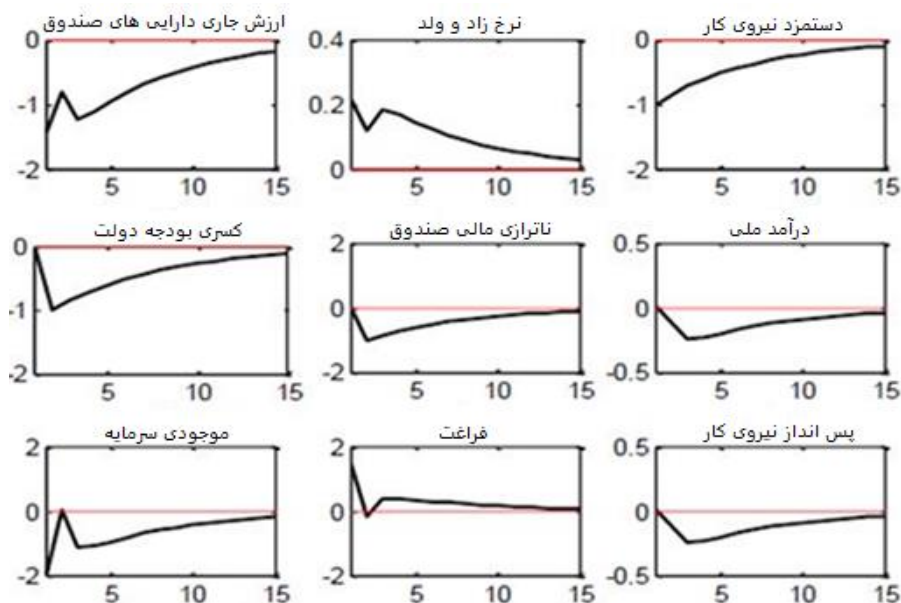 دستمزد نیروی کار
0
-1
-2
5 10 15
نرخ زاد و ولد
0.4
0.2
0
5 10 15
ارزش جاری دارایی های صندوق
0
-1
-2
5 10 15
درآمد ملی
0.5
0
-0.5
5 10 15
ناترازی مالی صندوق
2
0
-2
5 10 15
کسری بودجه دولت
0
-1
-2
5 10 15
پس انداز نیروی کار
0.5
0
-0.5
5 10 15
فراغت
2
0
-2
5 10 15
موجودی سرمایه
2
0
-2
5 10 15